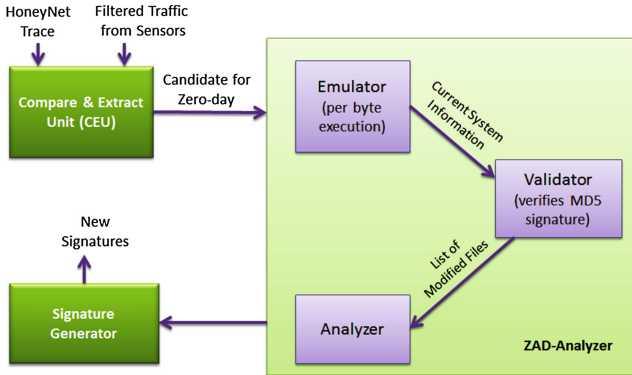 HoneyNet
Trace
Filtered Traffic
from Sensors
Compare & Extract
Unit (CEU)
Candidate for
Zero-day
Emulator
(per byte
execution)
Current System
Information
Validator
(verifies MD5
signature)
List of
Modified Files
Analyzer
ZAD-Analyzer
New
Signatures
Signature
Generator